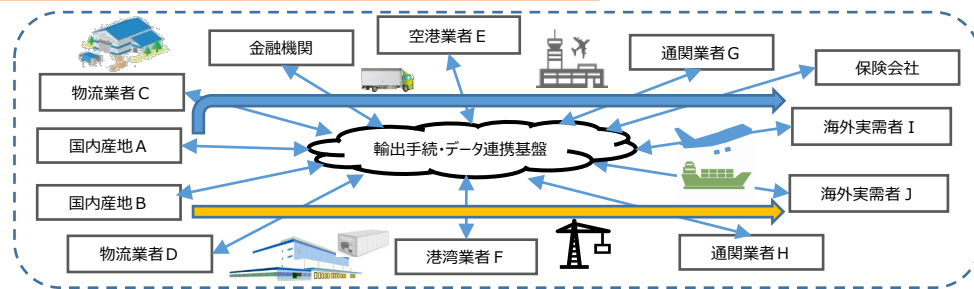 金融機関
空港業者E
通関業者G
保険会社
物流業者C
海外実需者I
国内産地A
輸出手続・データ連携基盤
国内産地B
海外実需者J
物流業者D
港湾業者F
通関業者H